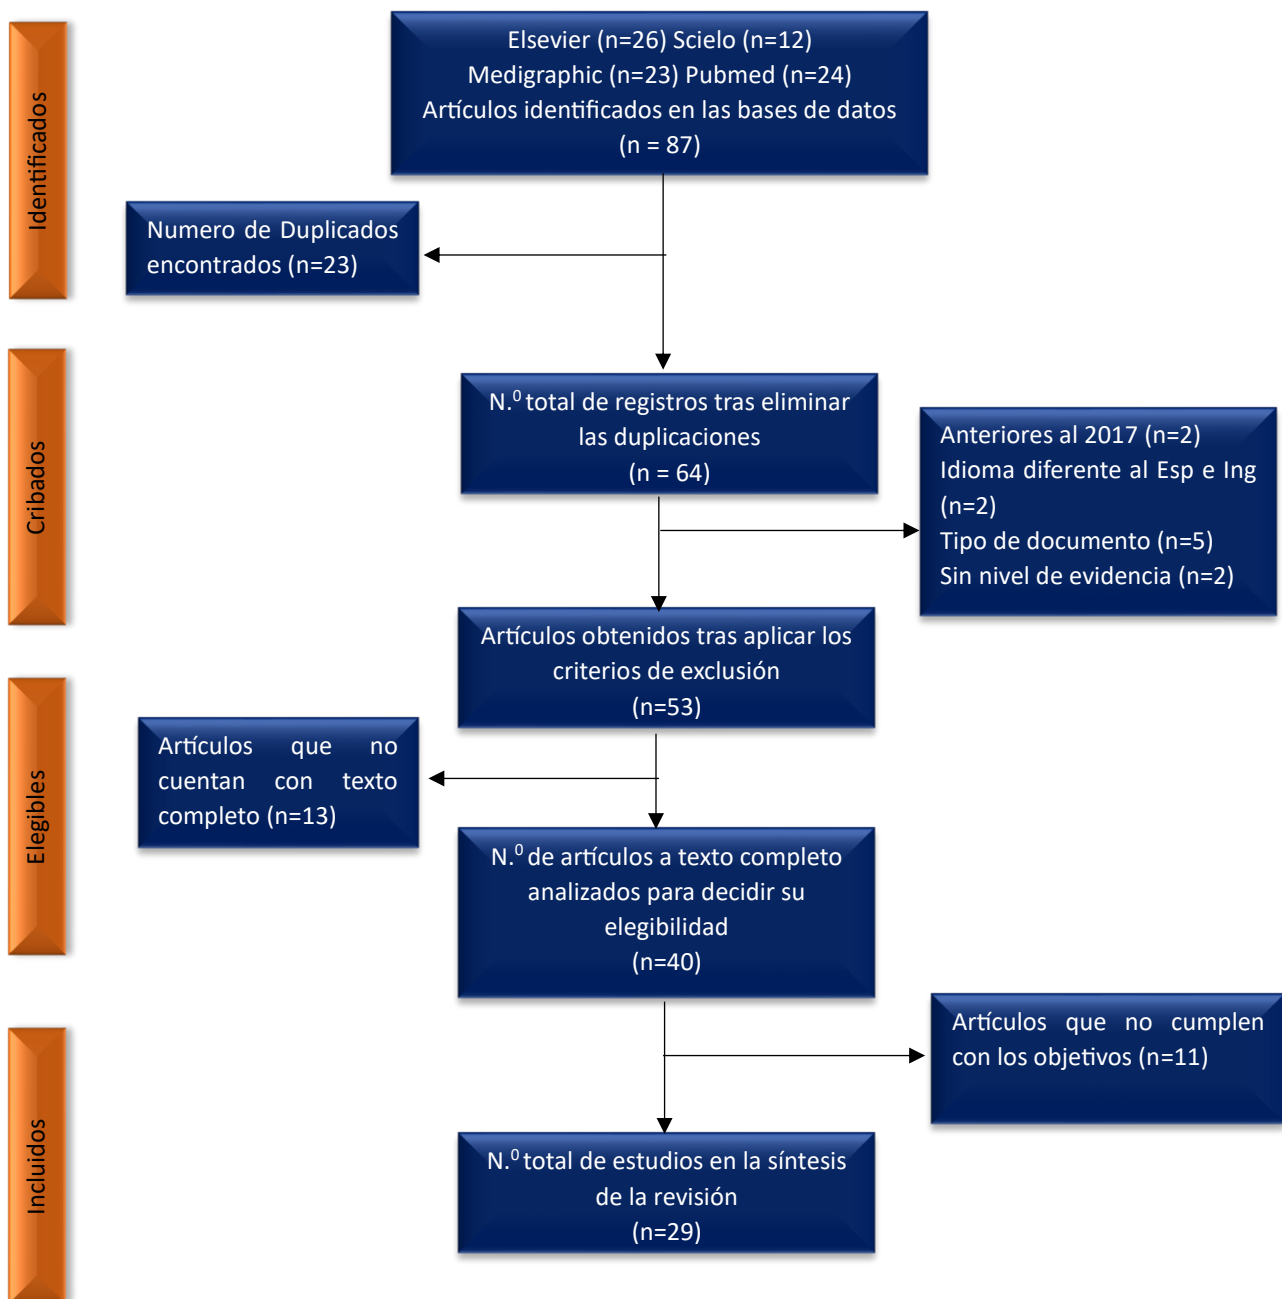 Identificados
Elsevier (n=26) Scielo (n=12)
Medigraphic (n=23) Pubmed (n=24)
Artículos identificados en las bases de datos
(n = 87)
Numero de Duplicados
encontrados (n=23)
Cribados
N.⁰ total de registros tras eliminar
las duplicaciones
(n = 64)
Anteriores al 2017 (n=2)
Idioma diferente al Esp e Ing
(n=2)
Tipo de documento (n=5)
Sin nivel de evidencia (n=2)
Artículos obtenidos tras aplicar los
criterios de exclusión
(n=53)
Elegibles
Artículos que no
cuentan con texto
completo (n=13)
N.⁰ de artículos a texto completo
analizados para decidir su
elegibilidad
(n=40)
Artículos que no cumplen
con los objetivos (n=11)
Incluidos
N.⁰ total de estudios en la síntesis
de la revisión
(n=29)